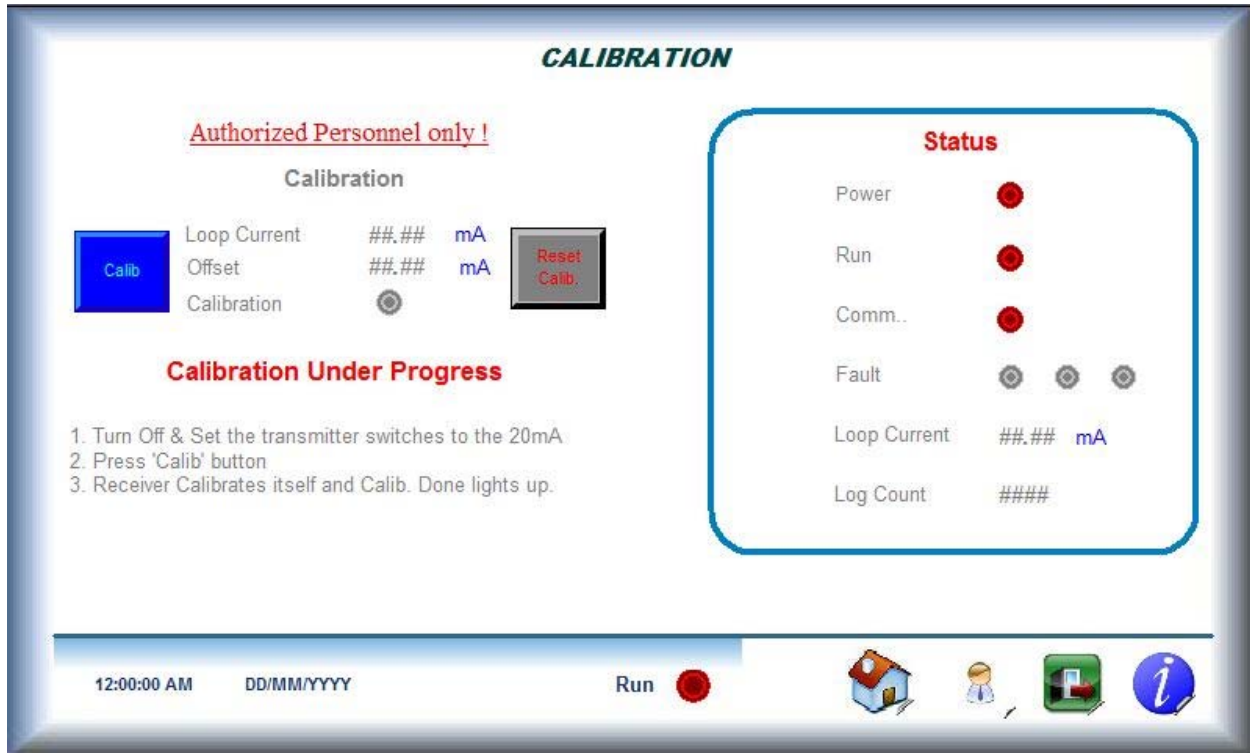 CALIBRATION
Authorized Personnel only !
Calibration
Calib
Loop Current ##.## mA
Offset ##.## mA
Calibration
Reset
Calib.
Calibration Under Progress
1. Turn Off & Set the transmitter switches to the 20mA
2. Press 'Calib' button
3. Receiver Calibrates itself and Calib. Done lights up.
Status
Power
Run
Comm..
Fault
Loop Current ##.## mA
Log Count ####
12:00:00 AM DD/MM/YYYY Run
i